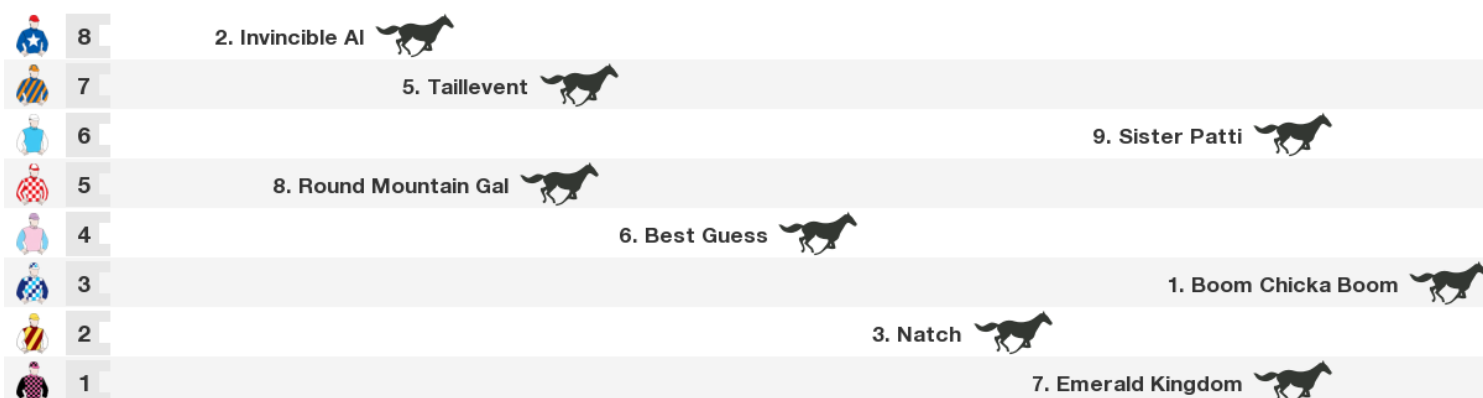 8 2. Invincible Al
7 5. Taillevent
6 9. Sister Patti
5 8. Round Mountain Gal
4 6. Best Guess
3 1. Boom Chicka Boom
2 3. Natch
1 7. Emerald Kingdom